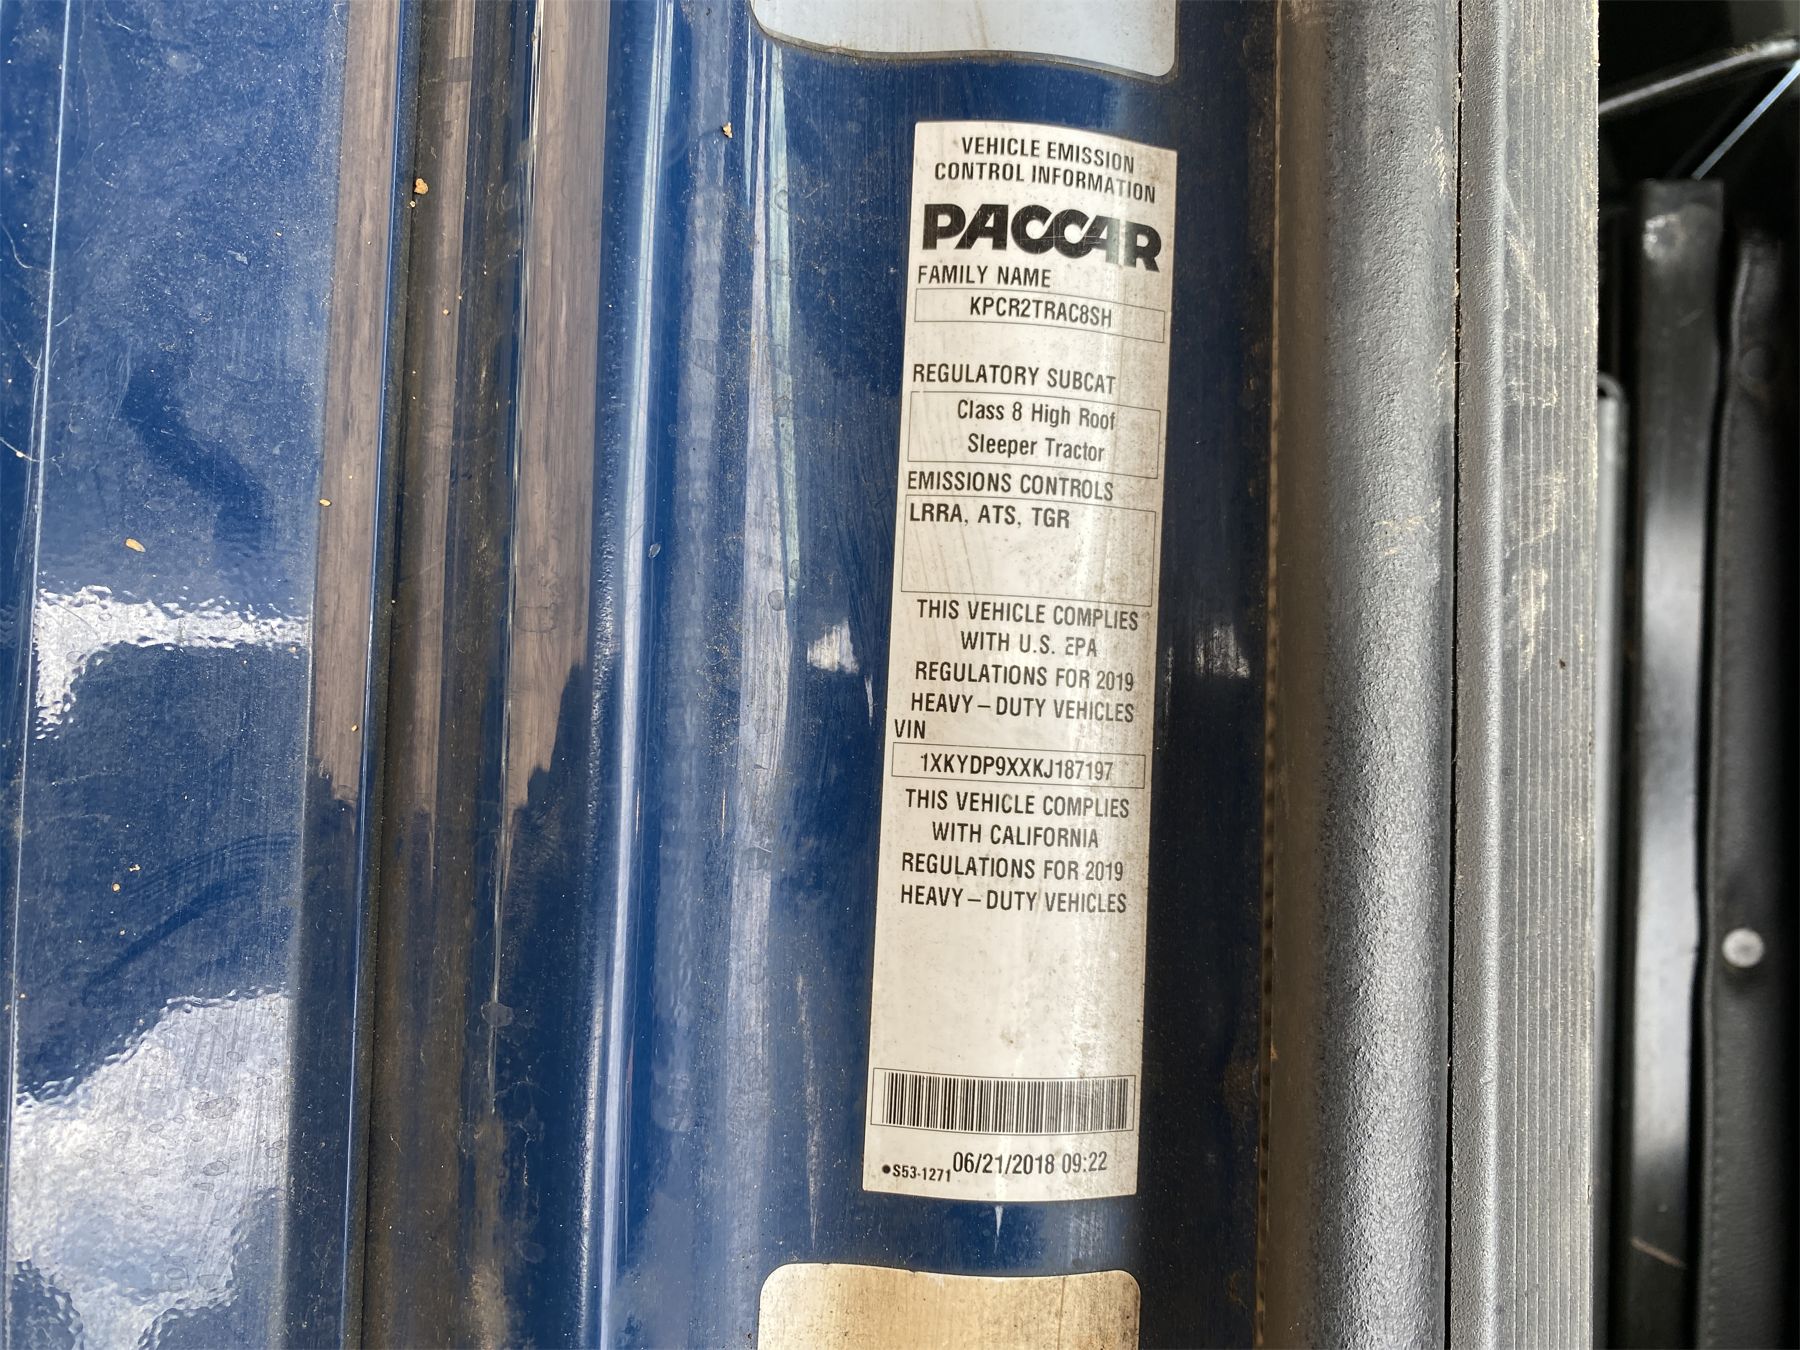 VEHICLE EMISSION
CONTROL INFORMATION
PACCAR
FAMILY NAME
KPCR2TRAC8SH
REGULATORY SUBCAT
Class 8 High Roof
Sleeper Tractor
EMISSIONS CONTROLS
LRRA, ATS, TGR
THIS VEHICLE COMPLIES
WITH U.S. EPA
REGULATIONS FOR 2019
HEAVY – DUTY VEHICLES
VIN
1XKYDP9XXKJ187197
THIS VEHICLE COMPLIES
WITH CALIFORNIA
REGULATIONS FOR 2019
HEAVY – DUTY VEHICLES
●S53-1271 06/21/2018 09:22